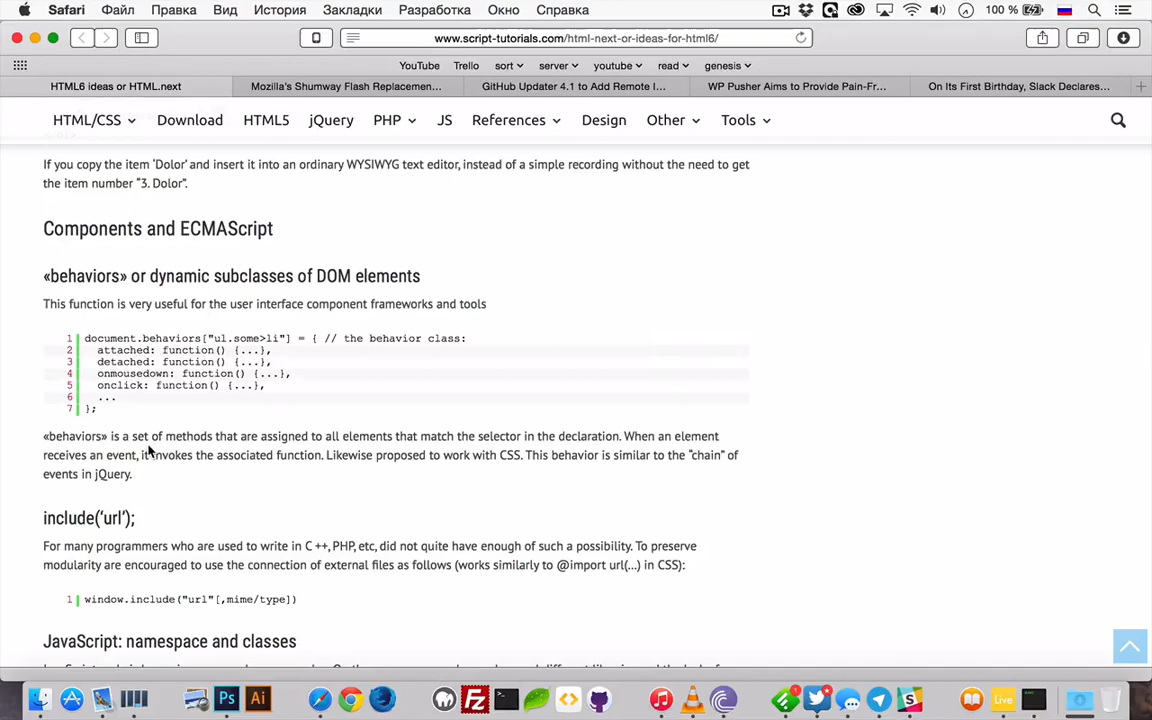 Safari Файл Правка Вид История Закладки Разработка Окно Справка 100 %
www.script-tutorials.com/html-next-or-ideas-for-html6/
YouTube Trello sort server youtube read genesis
HTML6 ideas or HTML.next Mozilla's Shumway Flash Replacemen... GitHub Updater 4.1 to Add Remote I... WP Pusher Aims to Provide Pain-Fr... On Its First Birthday, Slack Declares...
HTML/CSS Download HTML5 jQuery PHP JS References Design Other Tools
If you copy the item 'Dolor' and insert it into an ordinary WYSIWYG text editor, instead of a simple recording without the need to get
the item number "3. Dolor".
Components and ECMAScript
«behaviors» or dynamic subclasses of DOM elements
This function is very useful for the user interface component frameworks and tools
1 document.behaviors["ul.some>li"] = { // the behavior class:
2 attached: function() {...},
3 detached: function() {...},
4 onmousedown: function() {...},
5 onclick: function() {...},
6 ...
7 };
«behaviors» is a set of methods that are assigned to all elements that match the selector in the declaration. When an element
receives an event, it invokes the associated function. Likewise proposed to work with CSS. This behavior is similar to the "chain" of
events in jQuery.
include('url');
For many programmers who are used to write in C ++, PHP, etc, did not quite have enough of such a possibility. To preserve
modularity are encouraged to use the connection of external files as follows (works similarly to @import url(...) in CSS):
1 window.include("url"[,mime/type])
JavaScript: namespace and classes
Ps Ai Fz Live